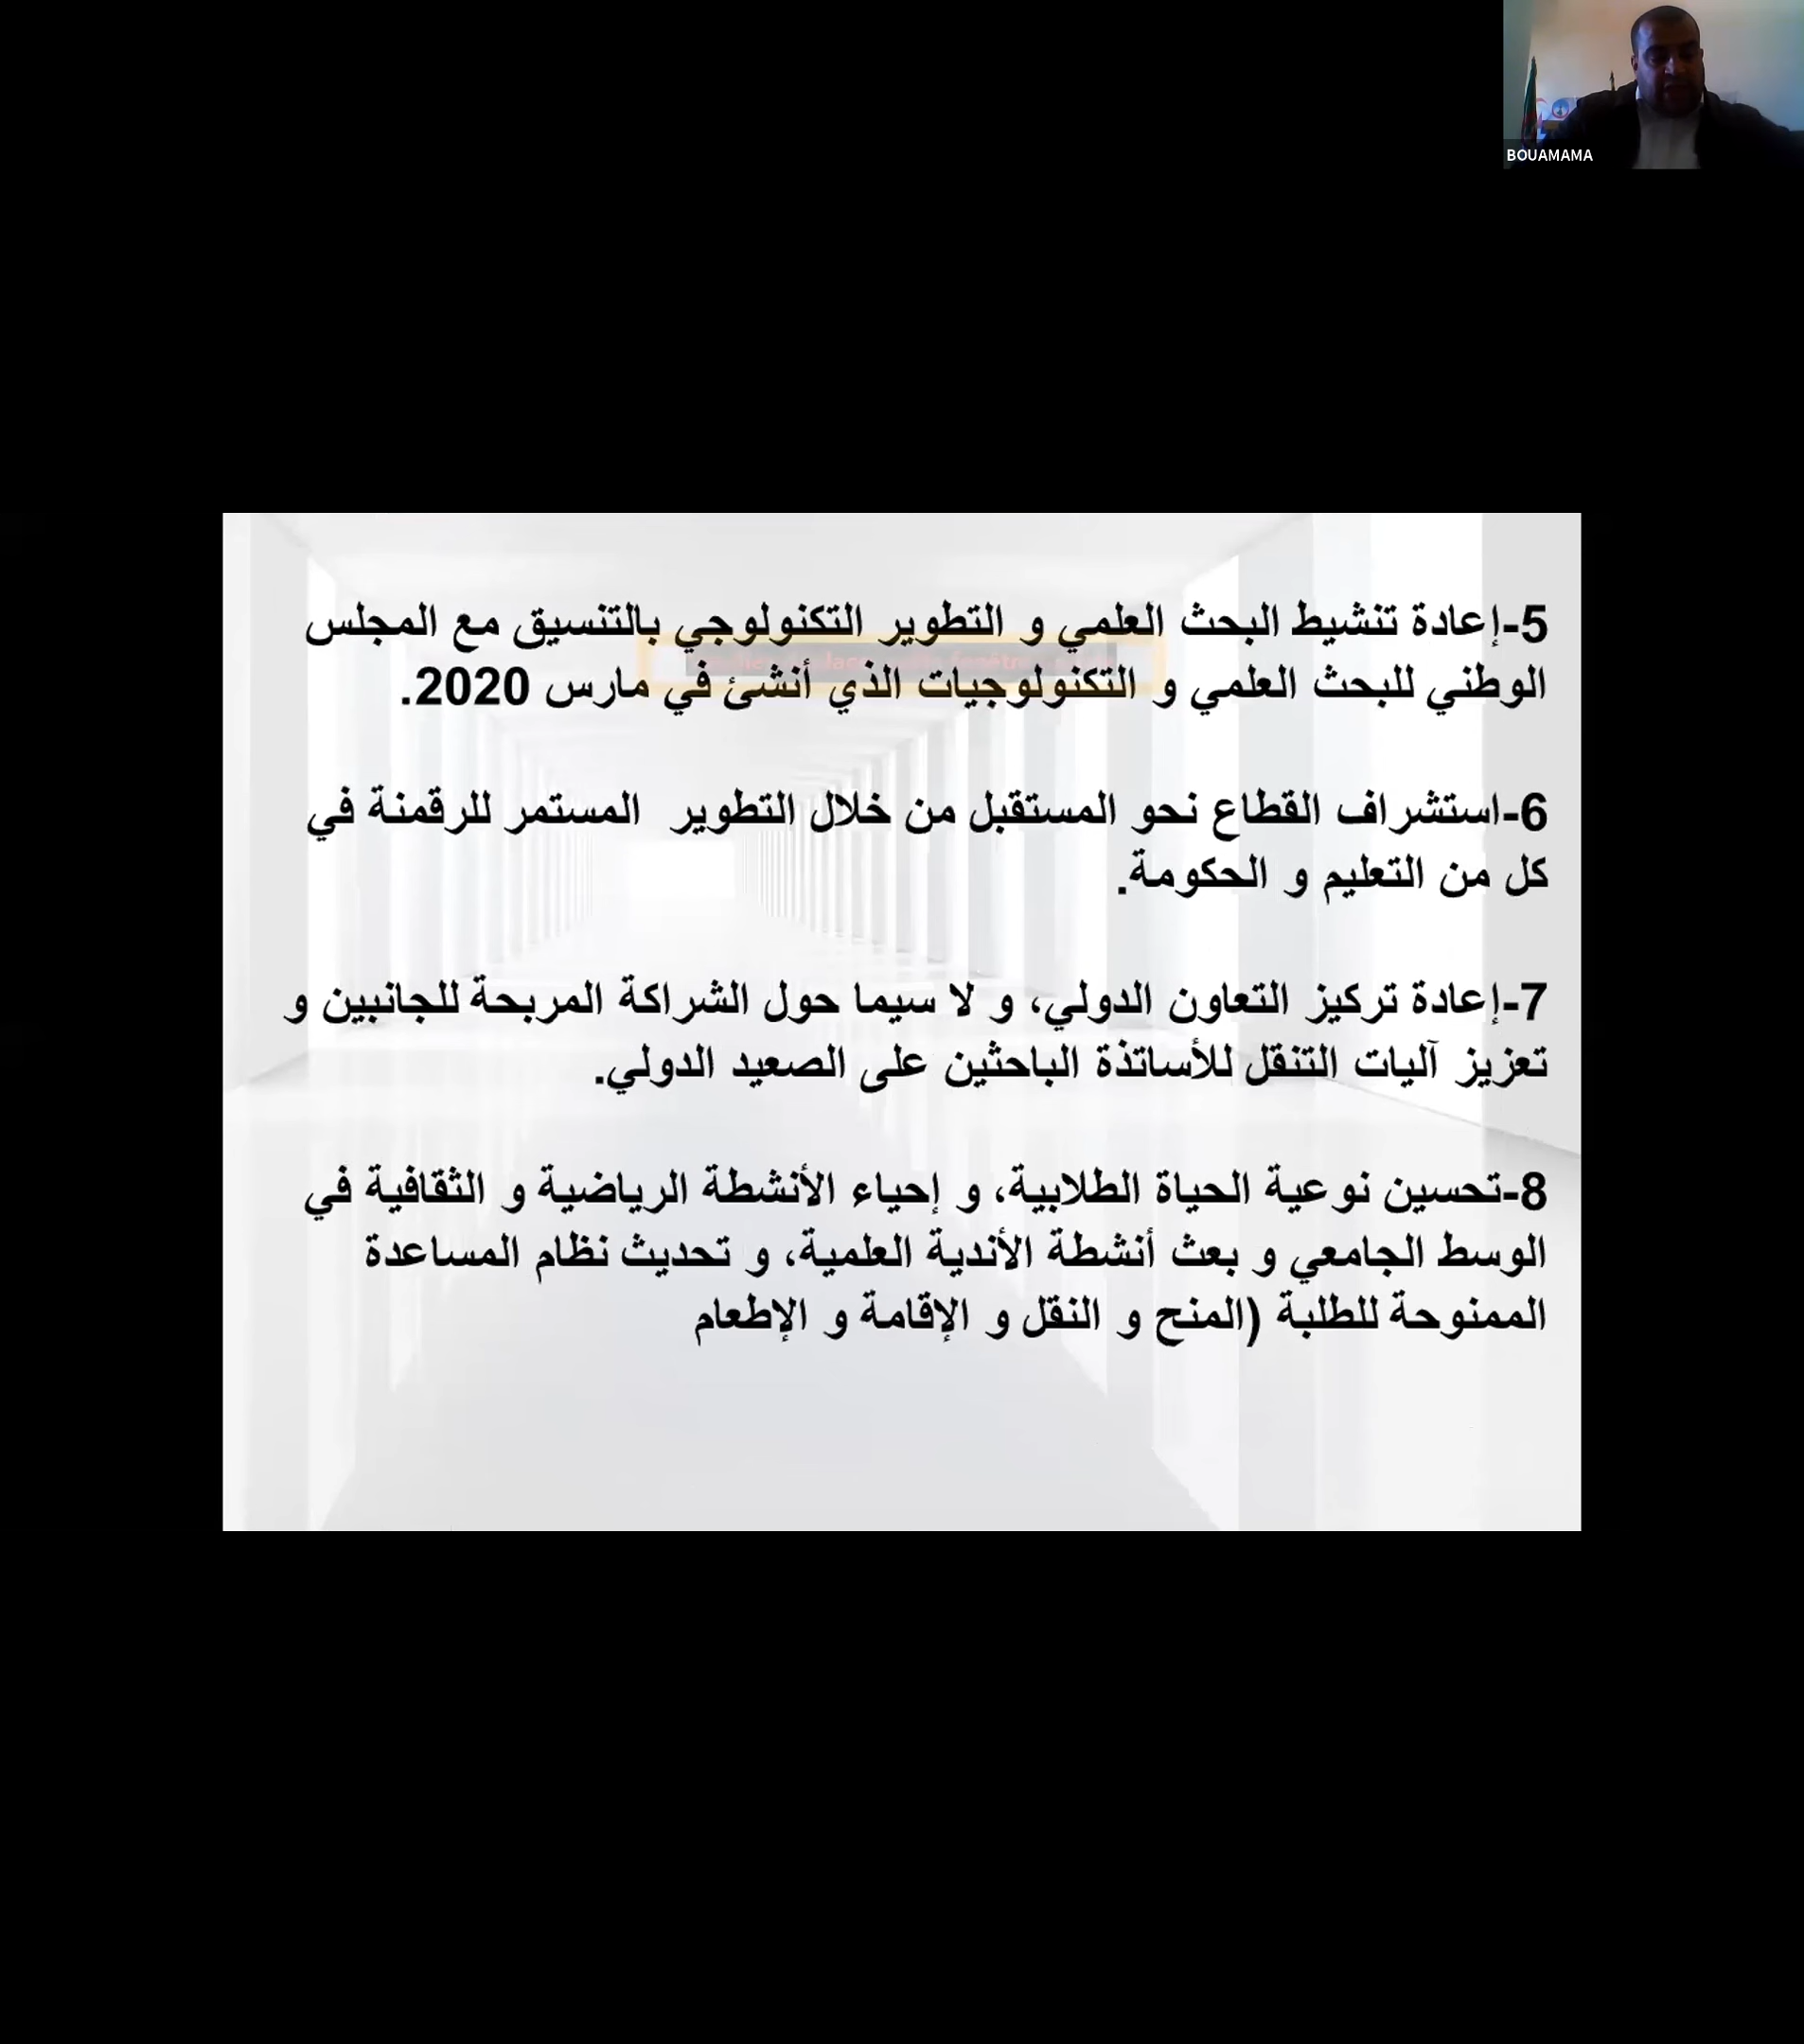 BOUAMAMA
5-إعادة تنشيط البحث العلمي و التطوير التكنولوجي بالتنسيق مع المجلس
الوطني للبحث العلمي و التكنولوجيات الذي أنشئ في مارس 2020.
6-استشراف القطاع نحو المستقبل من خلال التطوير المستمر للرقمنة في
كل من التعليم و الحكومة.
7-إعادة تركيز التعاون الدولي، و لا سيما حول الشراكة المربحة للجانبين و
تعزيز آليات التنقل للأساتذة الباحثين على الصعيد الدولي.
8-تحسين نوعية الحياة الطلابية، و إحياء الأنشطة الرياضية و الثقافية في
الوسط الجامعي و بعث أنشطة الأندية العلمية، و تحديث نظام المساعدة
الممنوحة للطلبة (المنح و النقل و الإقامة و الإطعام